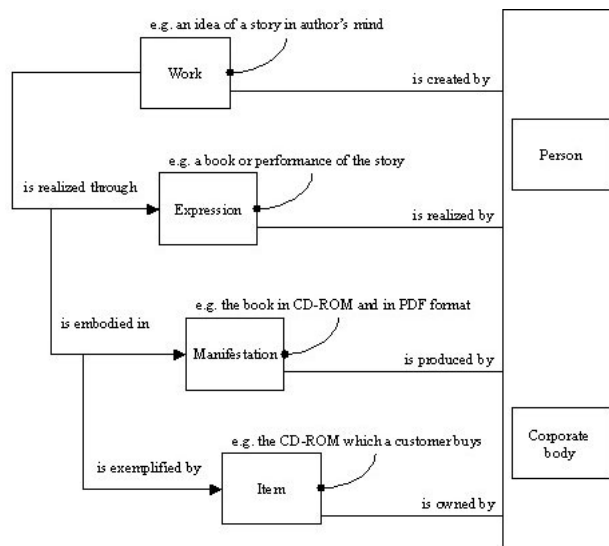 e.g. an idea of a story in author's mind
Work
is created by
Person
e.g. a book or performance of the story
is realized through
Expression
is realized by
e.g. the book in CD-ROM and in PDF format
is embodied in
Manifestation
is produced by
Corporate
body
e.g. the CD-ROM which a customer buys
is exemplified by
Item
is owned by